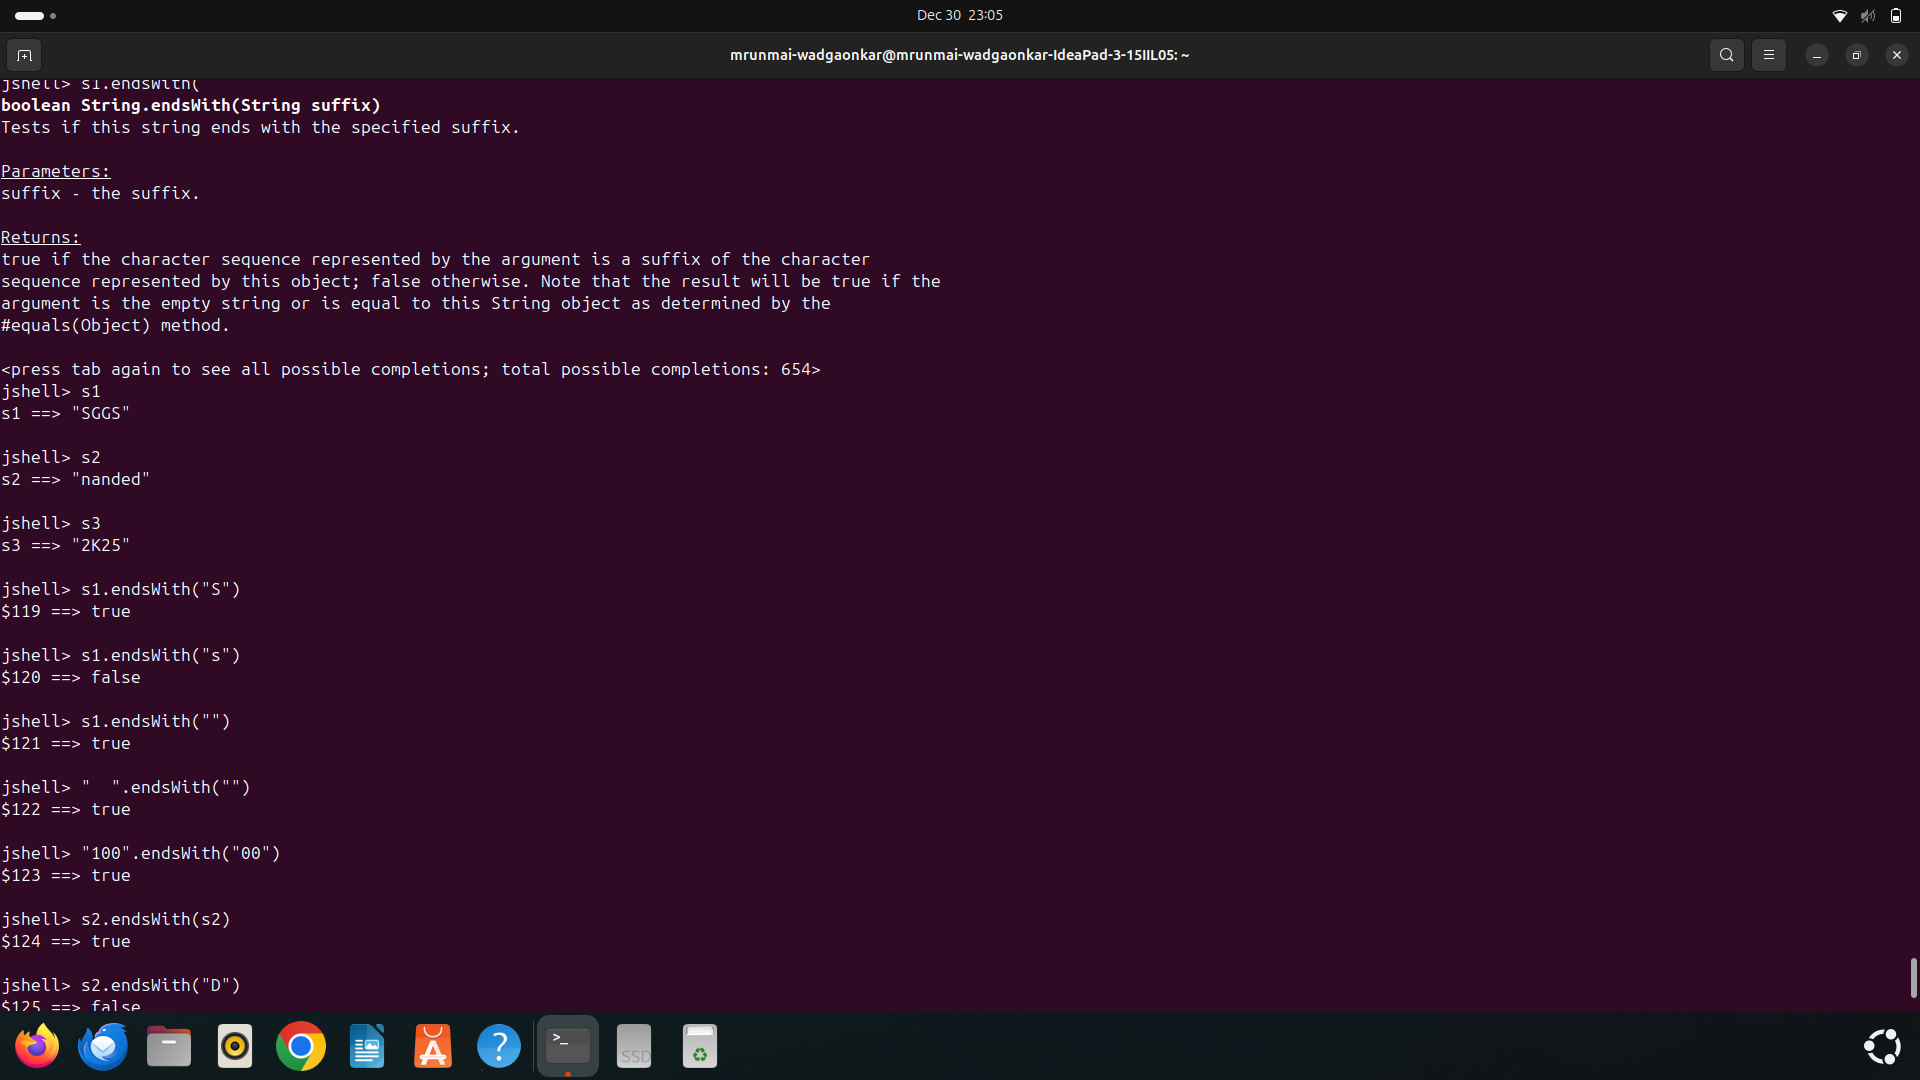 Dec 30 23:05
mrunmai-wadgaonkar@mrunmai-wadgaonkar-IdeaPad-3-15IIL05: ~
jshell> s1.endsWith(
boolean String.endsWith(String suffix)
Tests if this string ends with the specified suffix.
Parameters:
suffix - the suffix.
Returns:
true if the character sequence represented by the argument is a suffix of the character
sequence represented by this object; false otherwise. Note that the result will be true if the
argument is the empty string or is equal to this String object as determined by the
#equals(Object) method.
<press tab again to see all possible completions; total possible completions: 654>
jshell> s1
s1 ==> "SGGS"
jshell> s2
s2 ==> "nanded"
jshell> s3
s3 ==> "2K25"
jshell> s1.endsWith("S")
$119 ==> true
jshell> s1.endsWith("s")
$120 ==> false
jshell> s1.endsWith("")
$121 ==> true
jshell> "  ".endsWith("")
$122 ==> true
jshell> "100".endsWith("00")
$123 ==> true
jshell> s2.endsWith(s2)
$124 ==> true
jshell> s2.endsWith("D")
$125 ==> false
>_
?
SSD